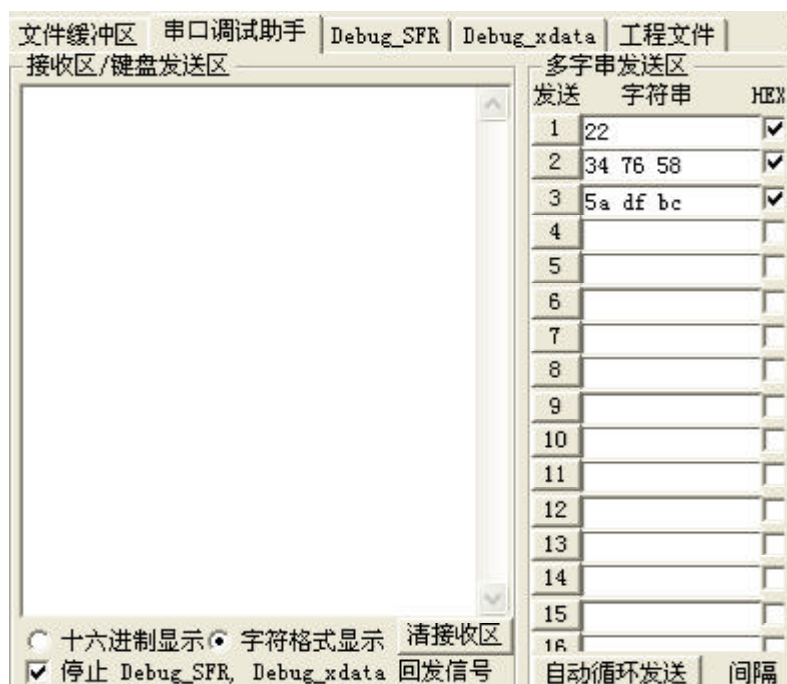 文件缓冲区 串口调试助手 Debug_SFR Debug_xdata 工程文件
接收区/键盘发送区
多字串发送区
发送 字符串 HEX
1 22
2 34 76 58
3 5a df bc
4
5
6
7
8
9
10
11
12
13
14
15
16
十六进制显示 字符格式显示 清接收区
停止 Debug_SFR, Debug_xdata 回发信号
自动循环发送 间隔